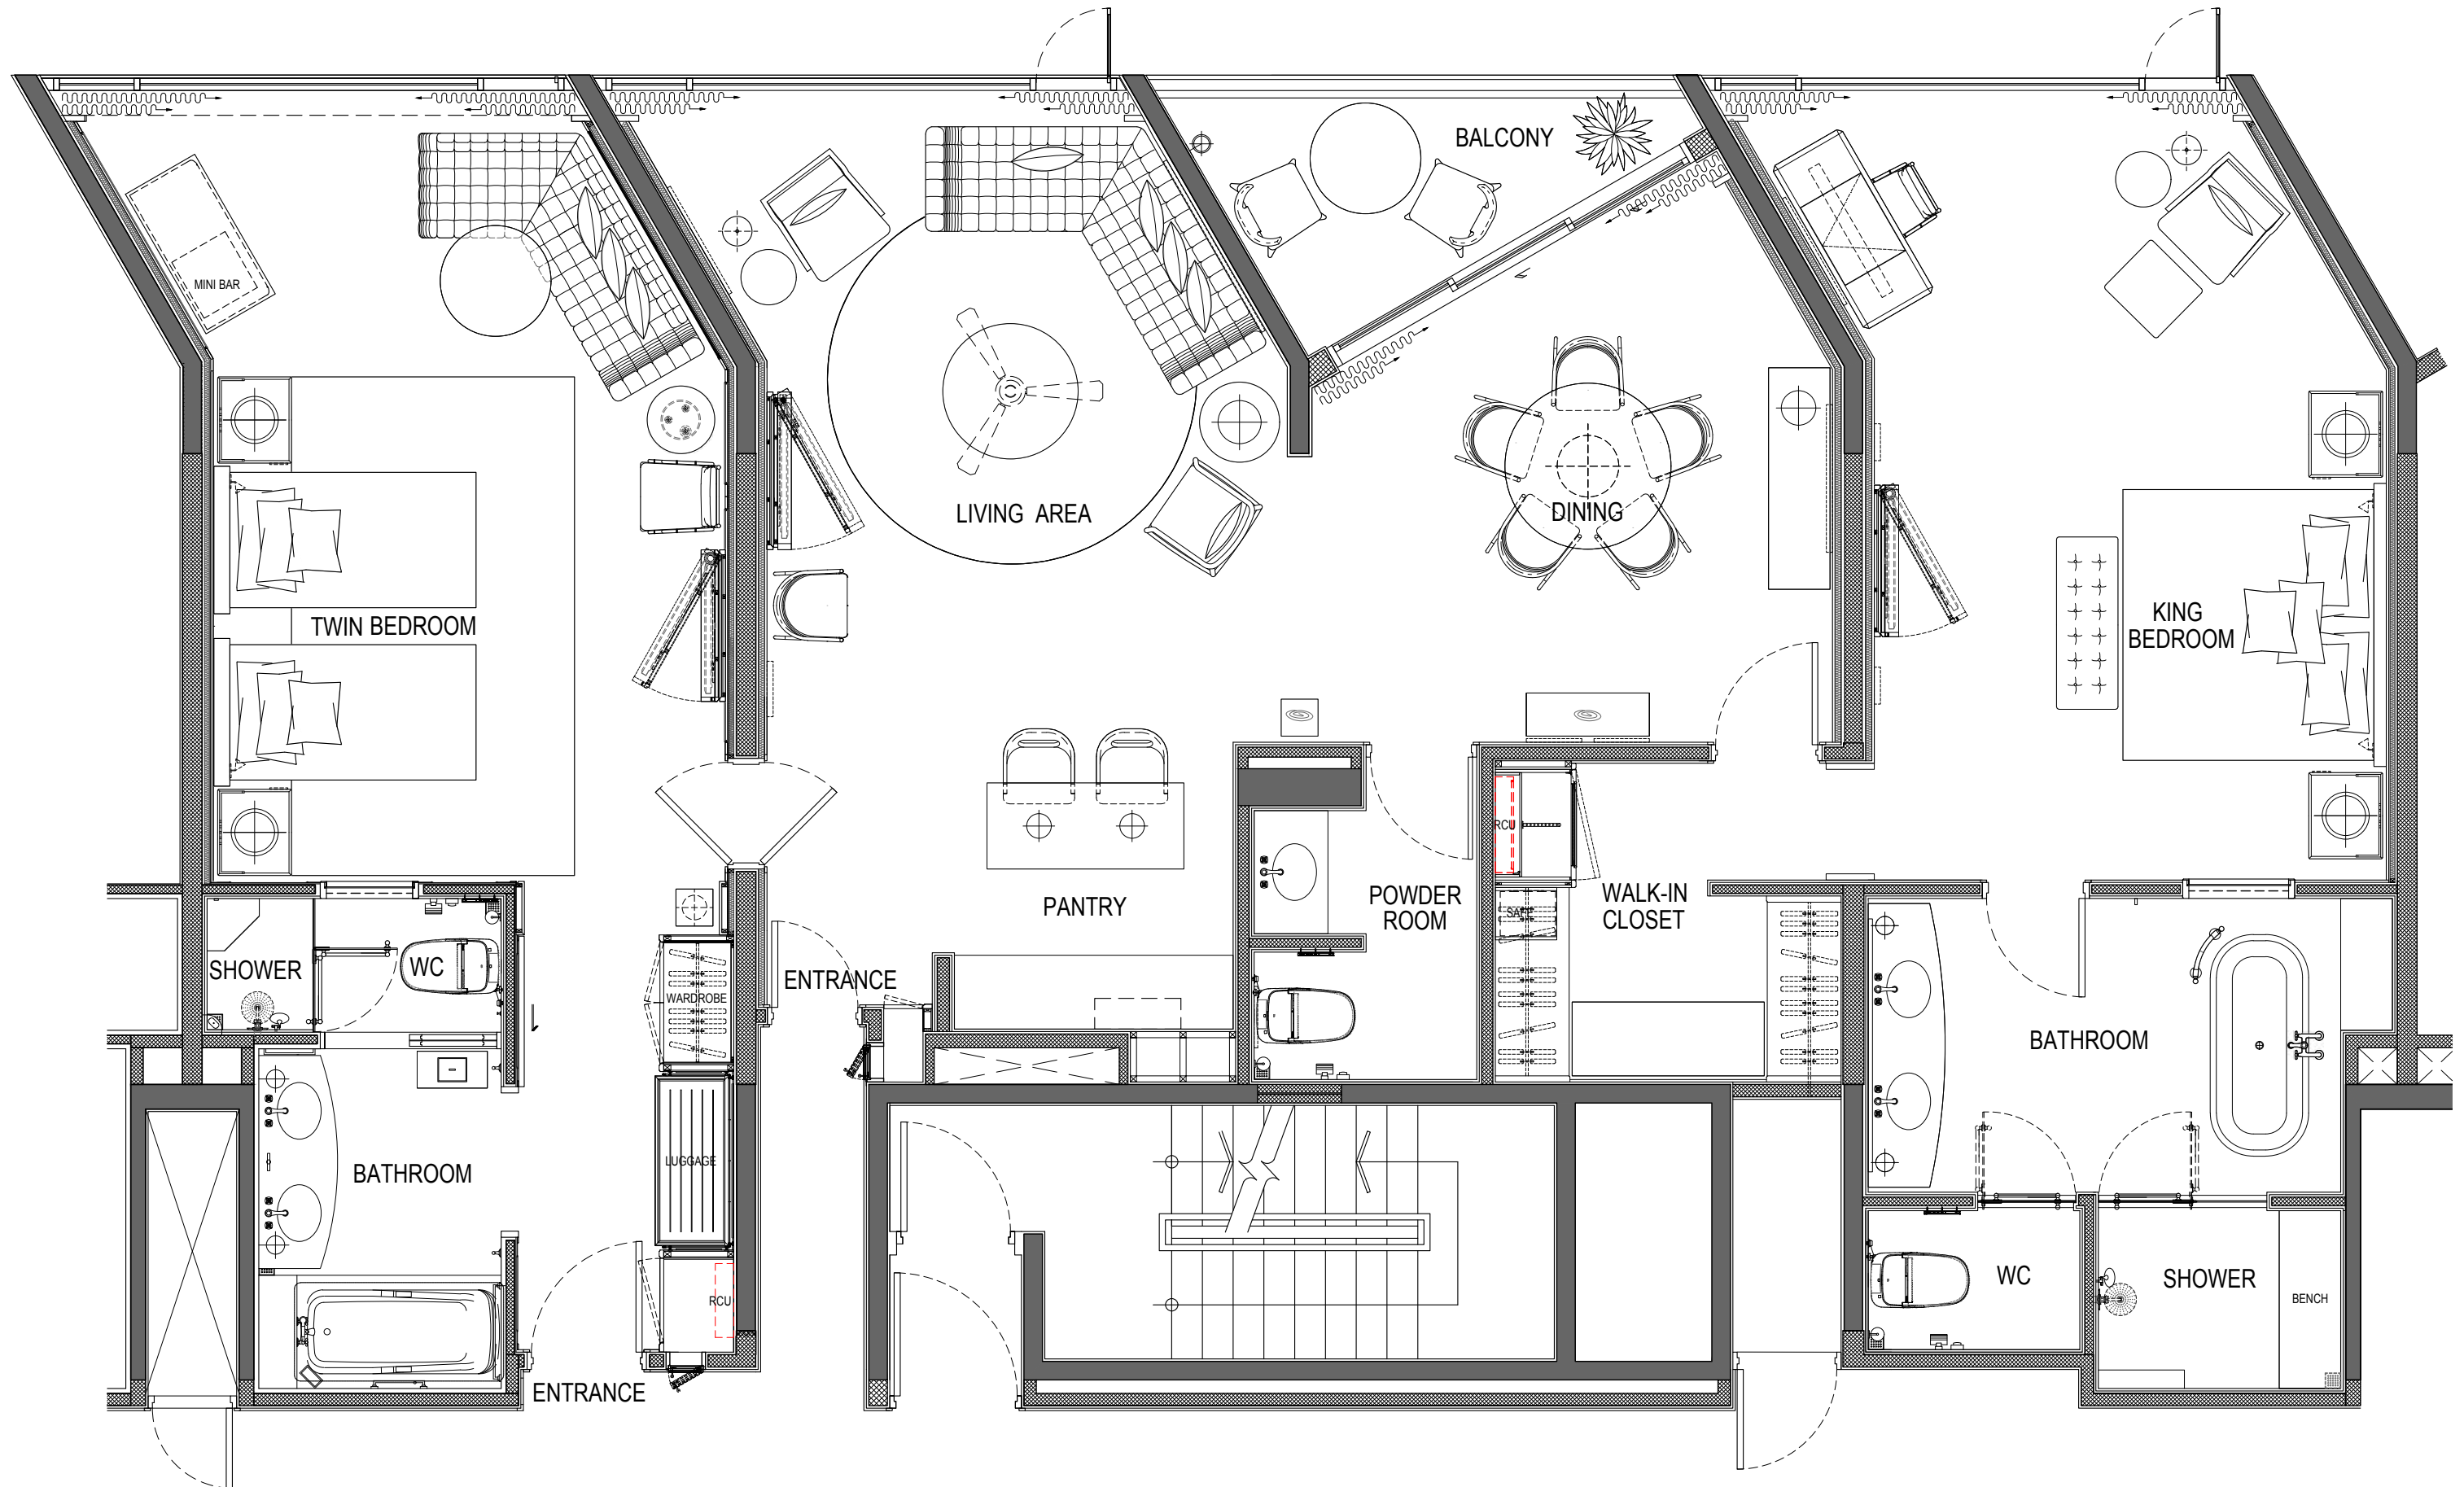 BALCONY
MINI BAR
LIVING AREA
DINING
TWIN BEDROOM
KING
BEDROOM
RCU
PANTRY
POWDER
ROOM
WALK-IN
CLOSET
SAFE
SHOWER
WC
WARDROBE
ENTRANCE
BATHROOM
BATHROOM
LUGGAGE
RCU
WC
SHOWER
BENCH
ENTRANCE